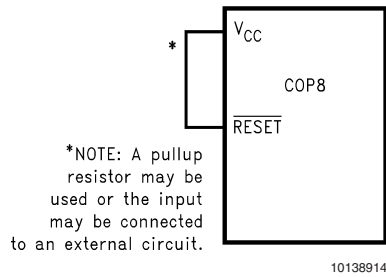 *
VCC
COP8
RESET
*NOTE: A pullup
resistor may be
used or the input
may be connected
to an external circuit.
10138914